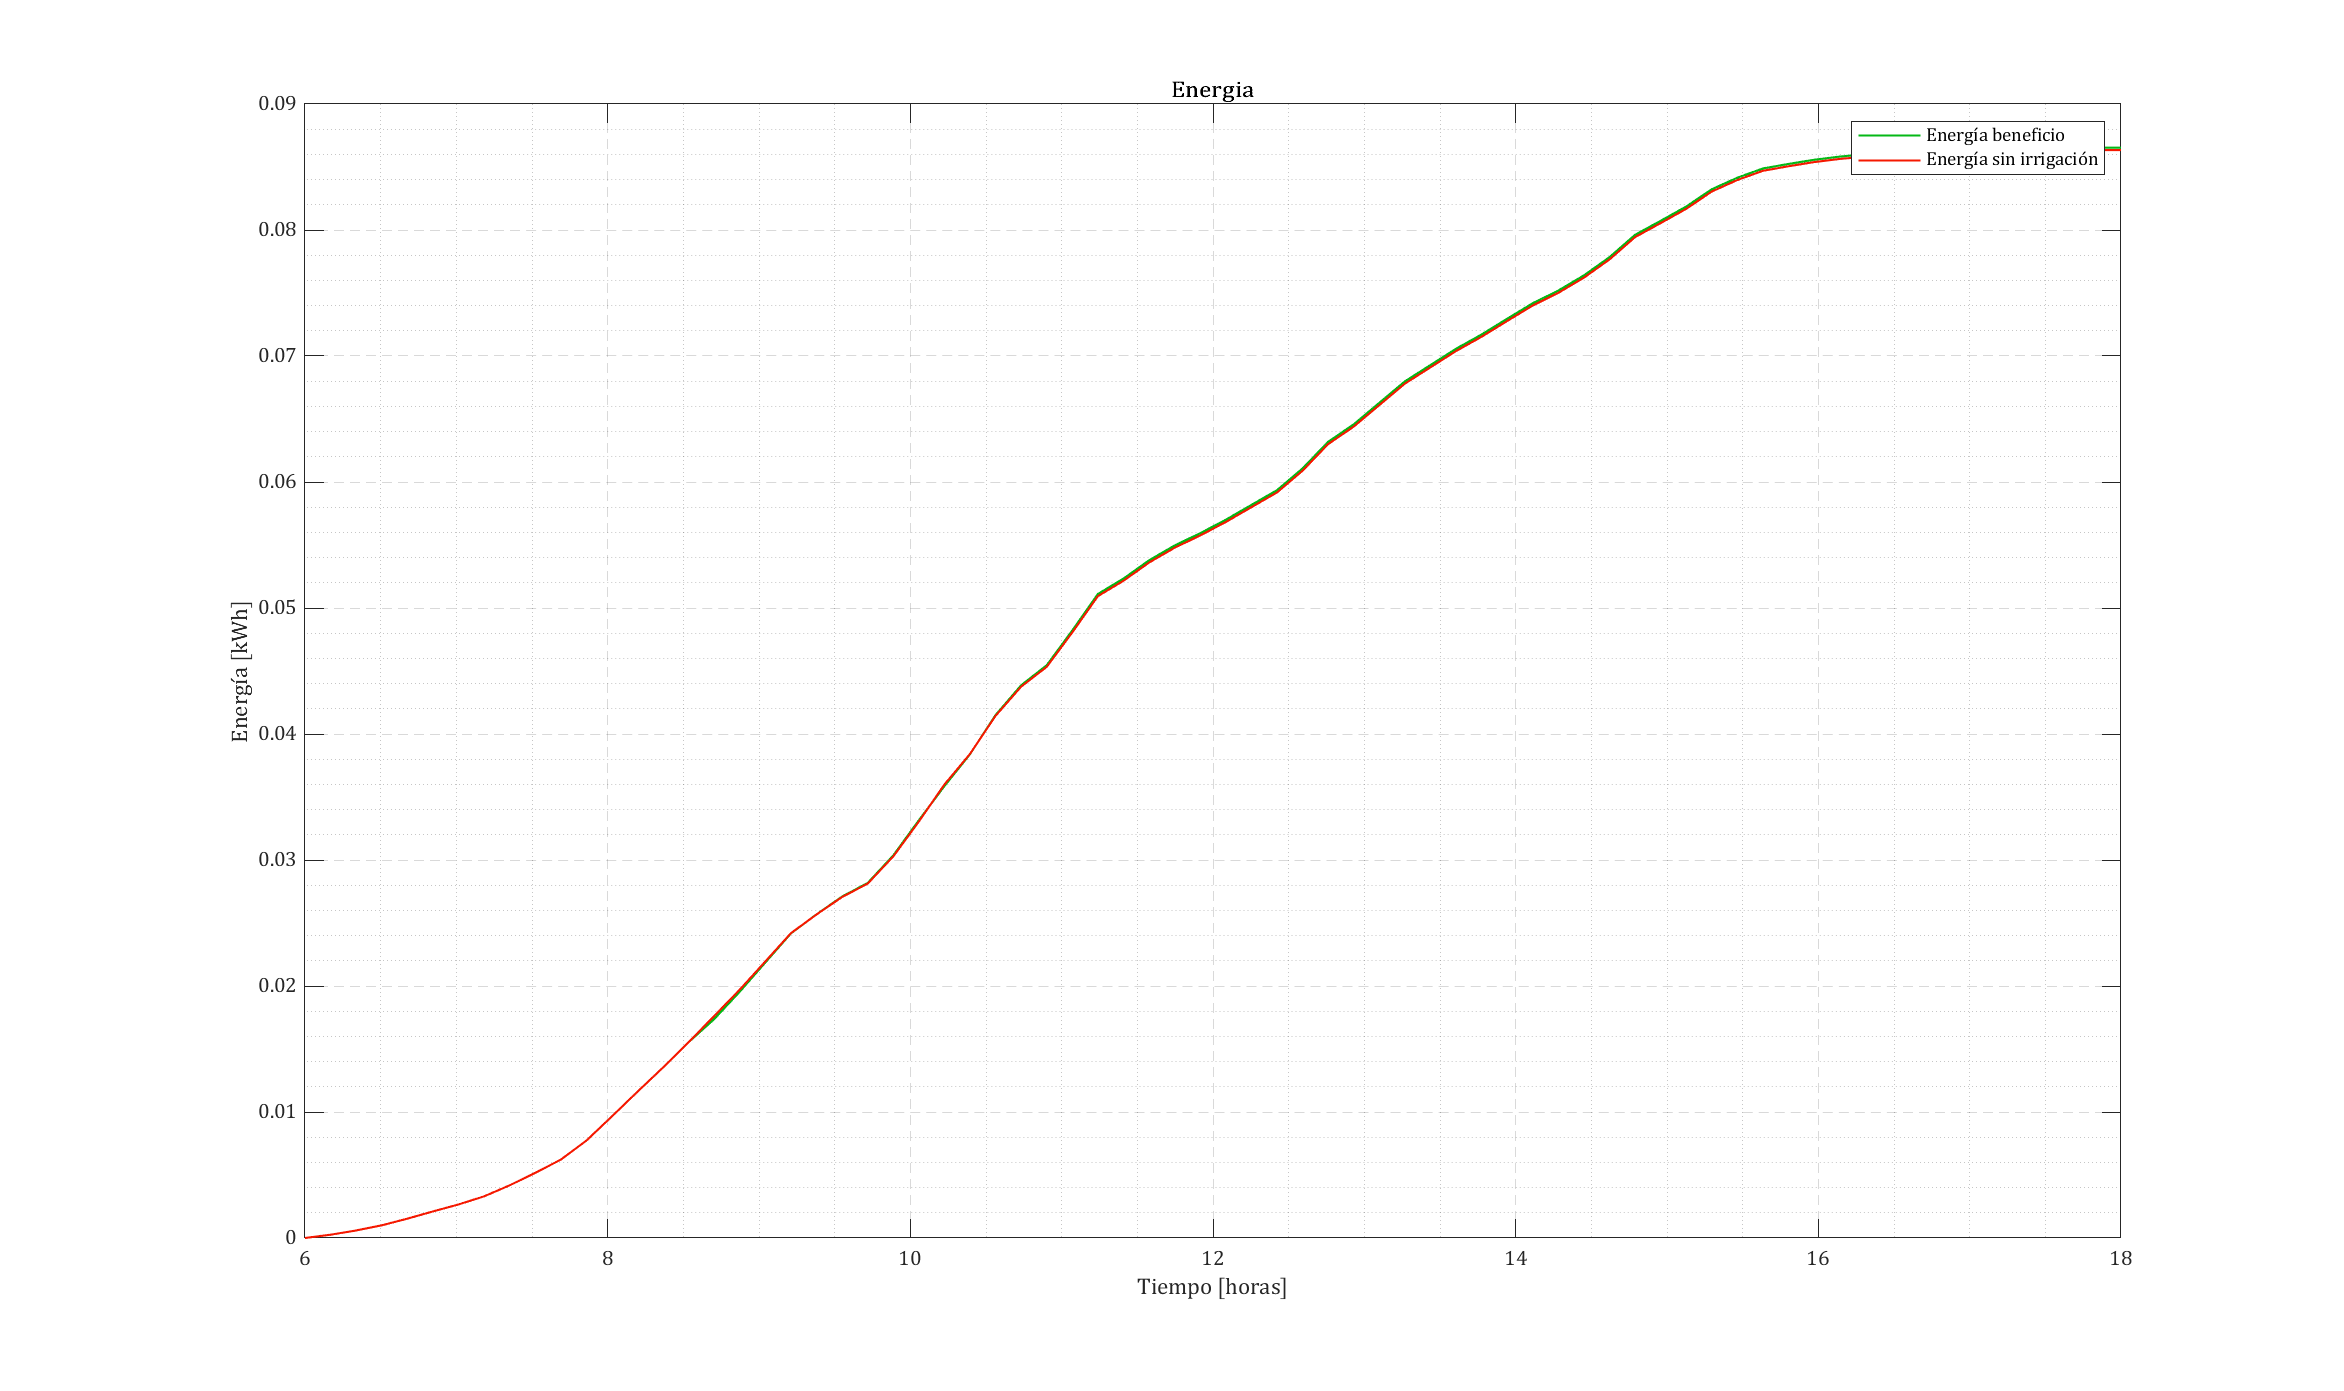 Energia
0.09
0.08
0.07
0.06
0.05
0.04
0.03
0.02
0.01
0
Energía [kWh]
Energía beneficio
Energía sin irrigación
6 8 10 12 14 16 18
Tiempo [horas]